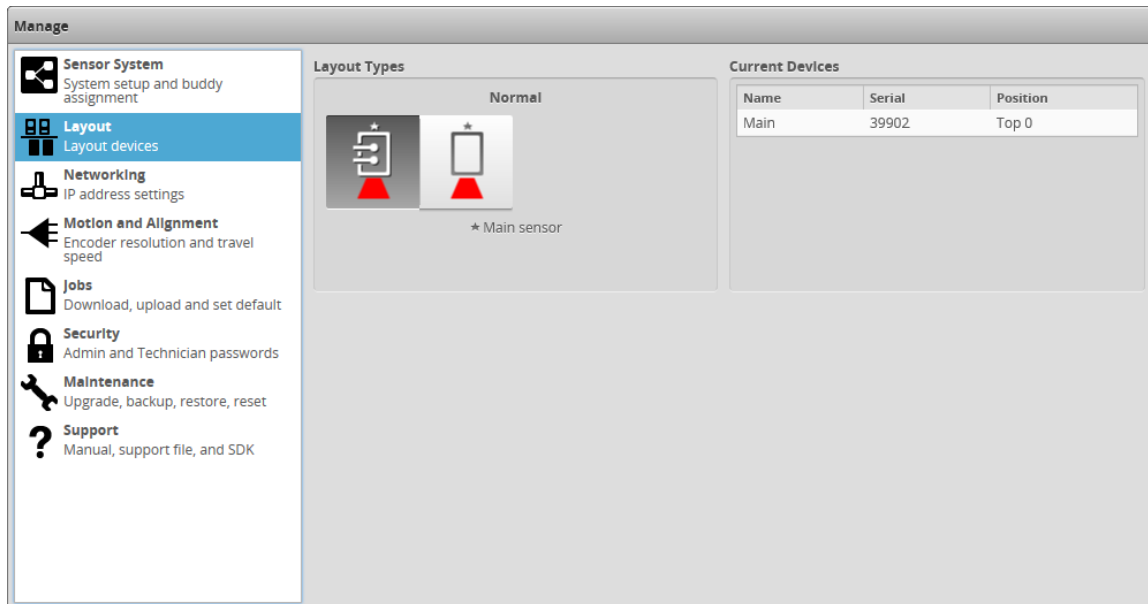 Manage
Sensor System
System setup and buddy
assignment
Layout
Layout devices
Networking
IP address settings
Motion and Alignment
Encoder resolution and travel
speed
Jobs
Download, upload and set default
Security
Admin and Technician passwords
Maintenance
Upgrade, backup, restore, reset
Support
Manual, support file, and SDK
Layout Types
Normal
★ Main sensor
Current Devices
Name Serial Position
Main 39902 Top 0